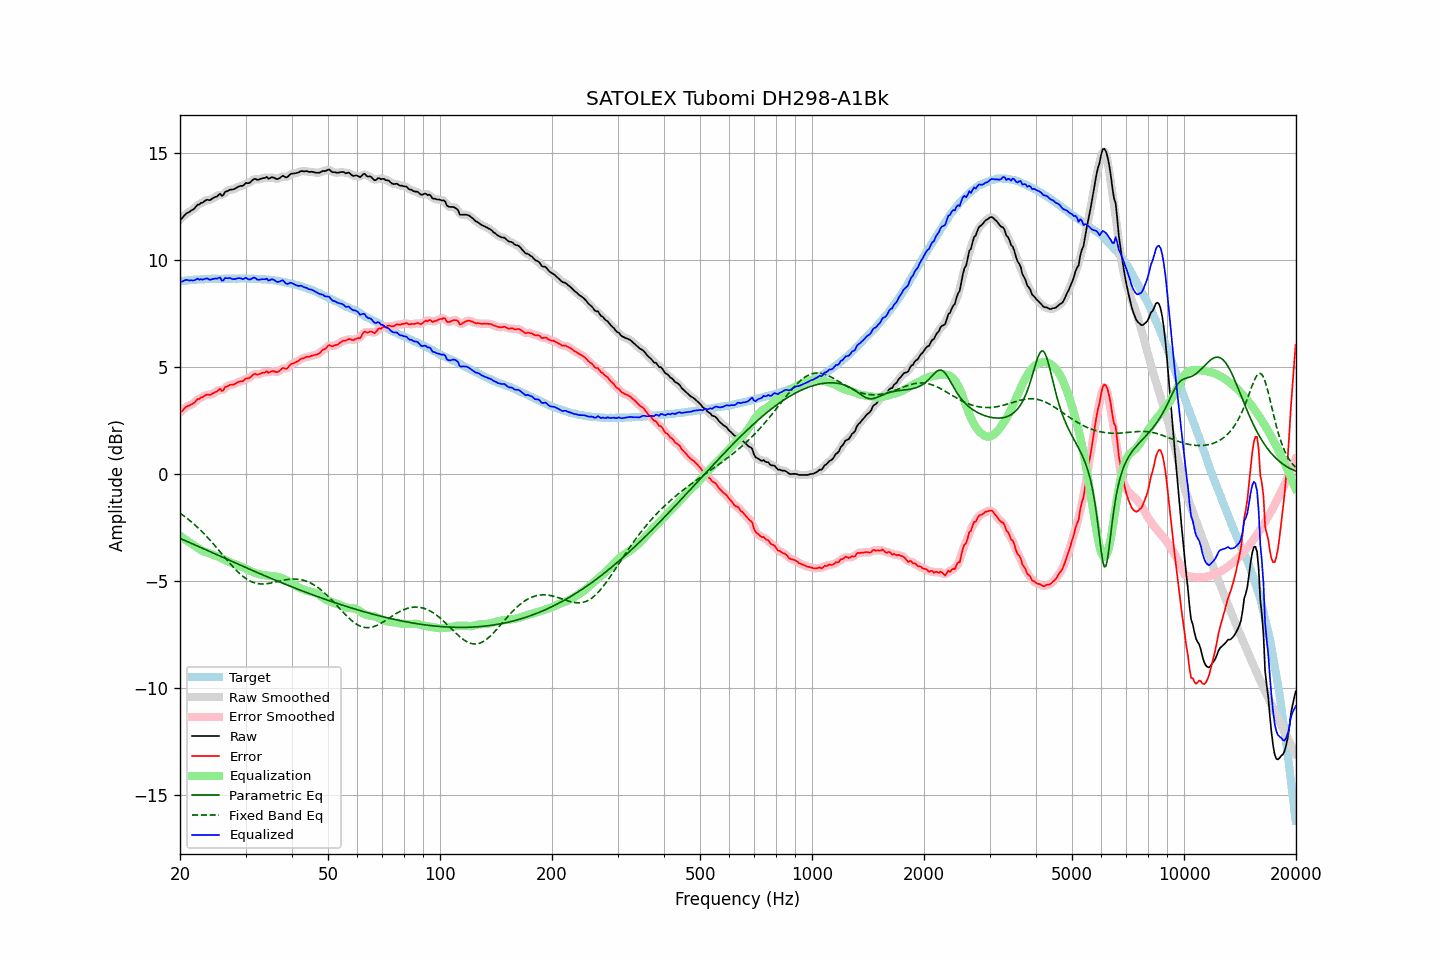 SATOLEX Tubomi DH298-A1Bk
Amplitude (dBr)
15
10
5
0
−5
−10
−15
Target
Raw Smoothed
Error Smoothed
Raw
Error
Equalization
Parametric Eq
Fixed Band Eq
Equalized
20 50 100 200 500 1000 2000 5000 10000 20000
Frequency (Hz)